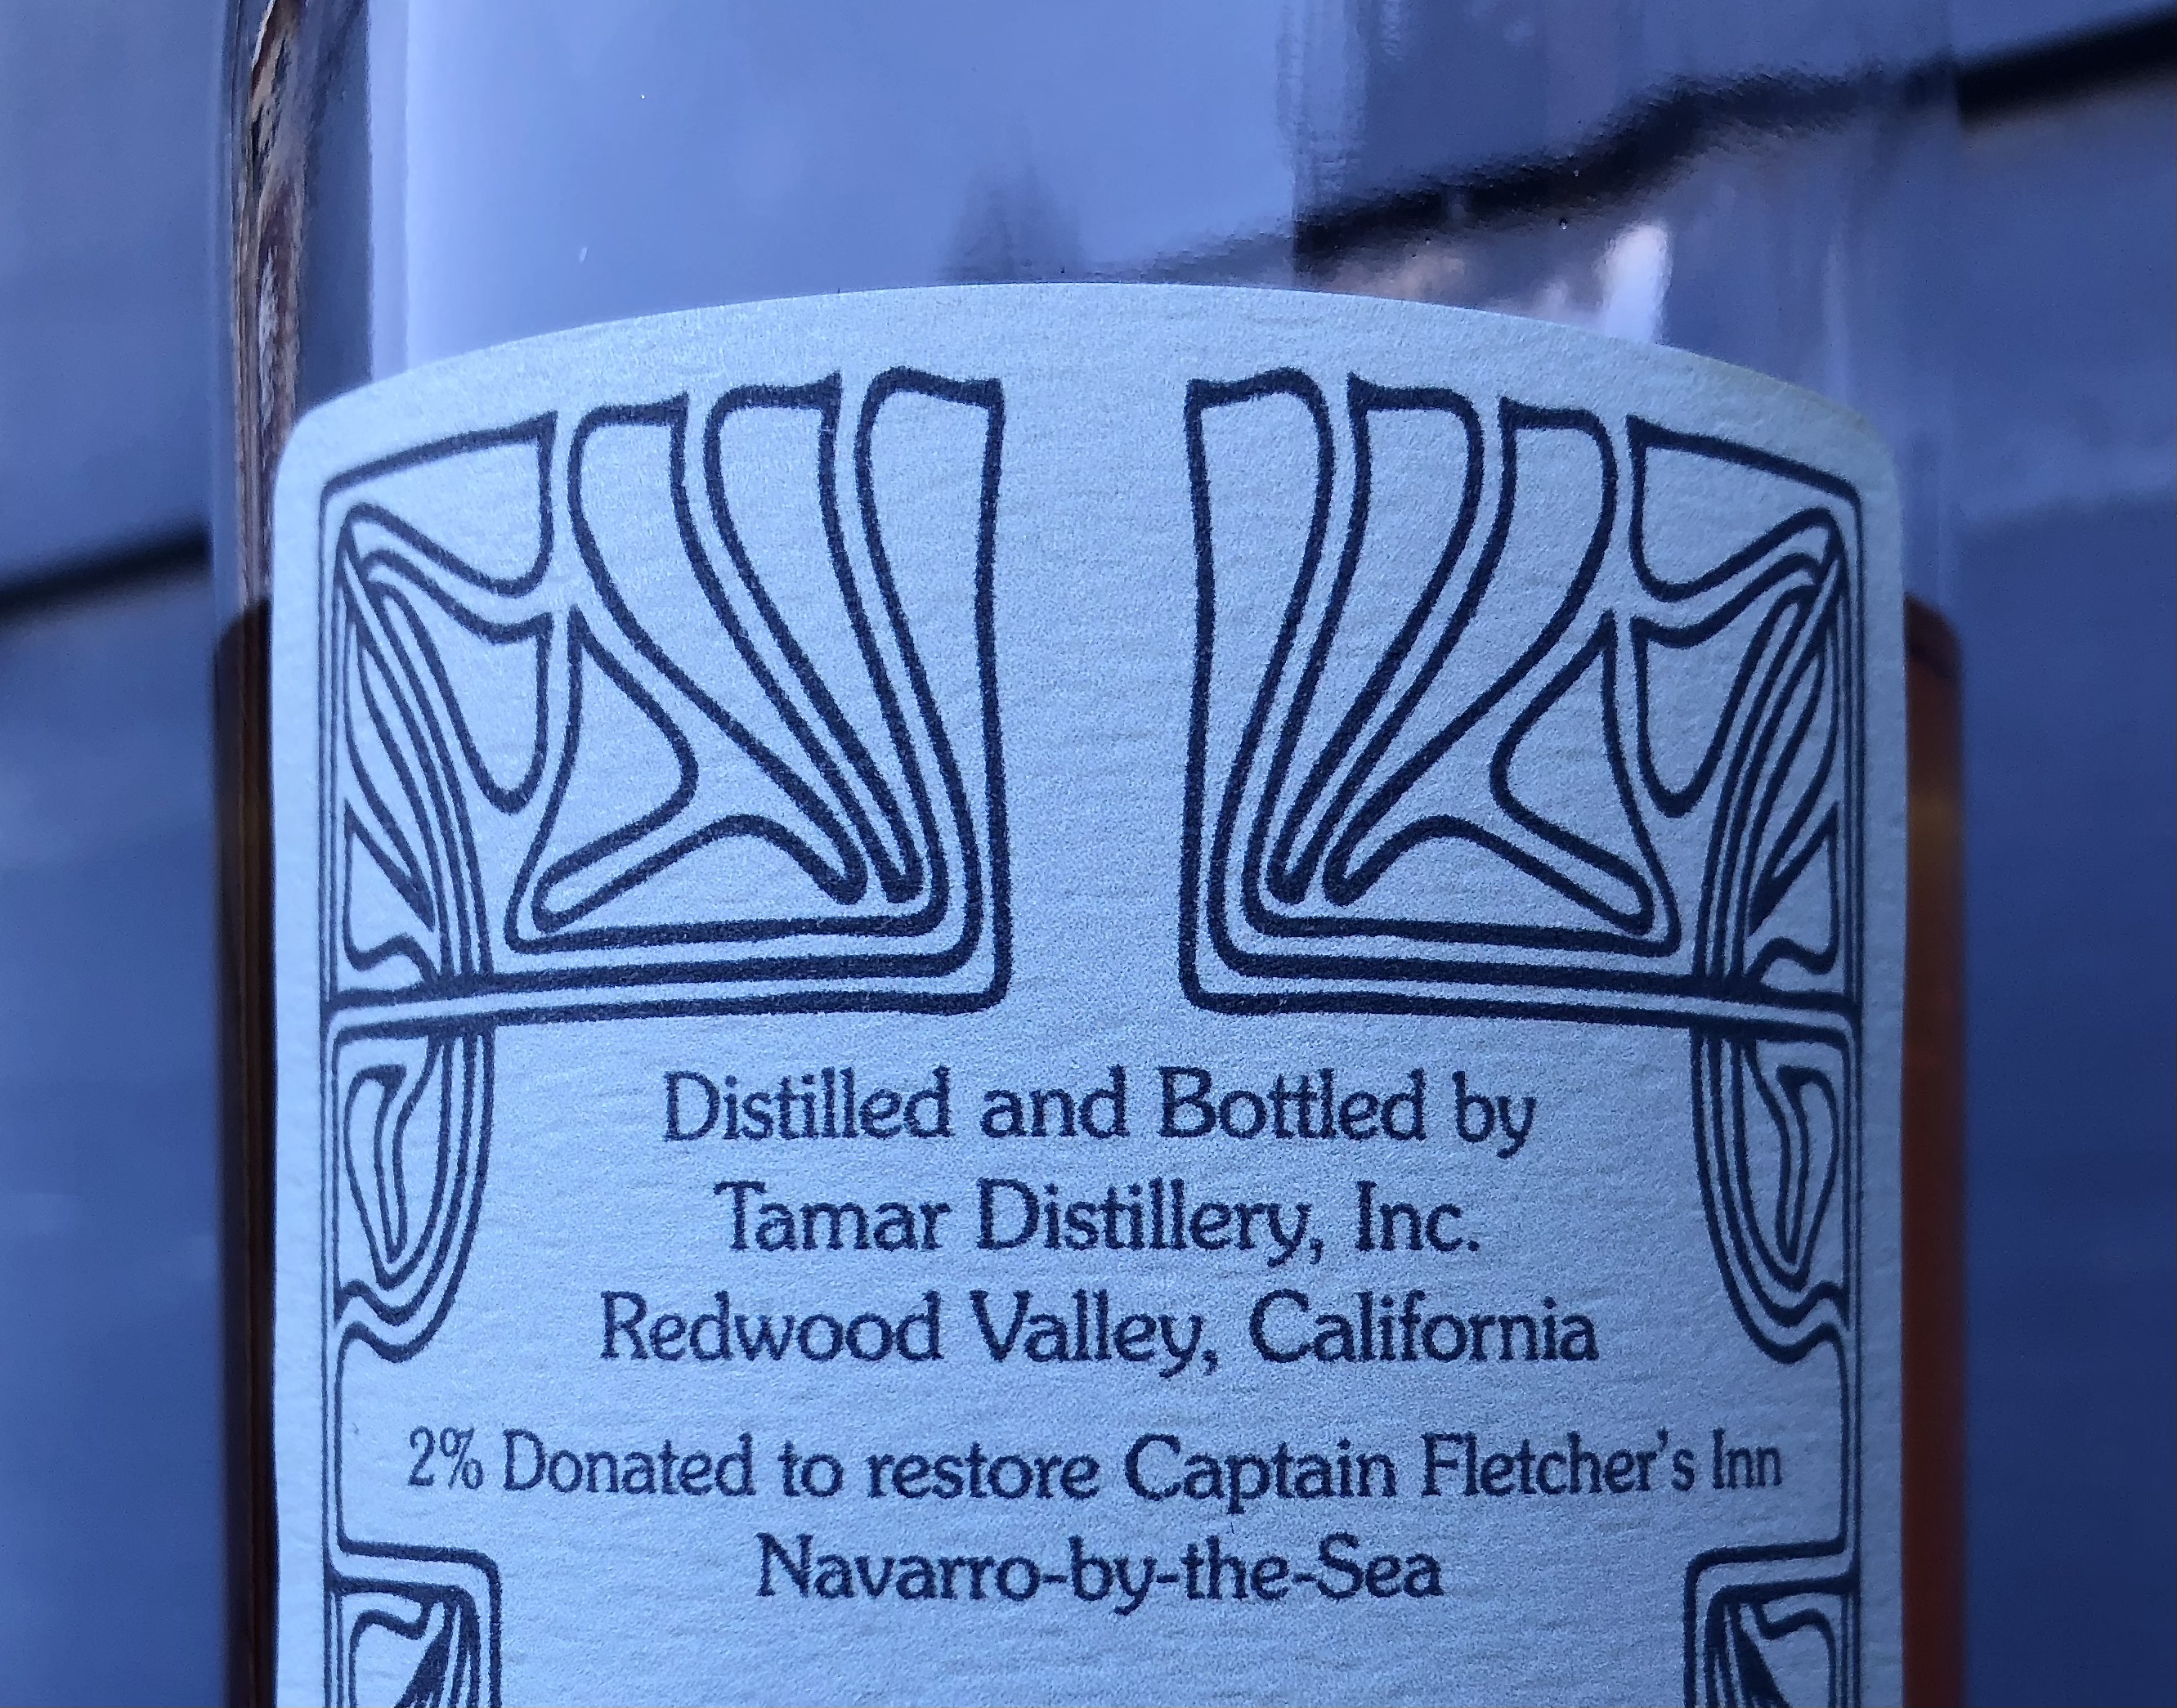 Distilled and Bottled by
Tamar Distillery, Inc.
Redwood Valley, California
2% Donated to restore Captain Fletcher's Inn
Navarro-by-the-Sea